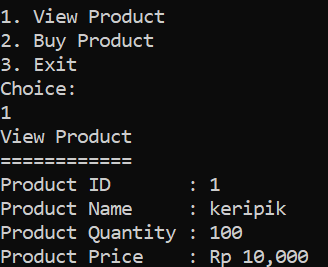 1. View Product
2. Buy Product
3. Exit
Choice:
1
View Product
============
Product ID       : 1
Product Name     : keripik
Product Quantity : 100
Product Price    : Rp 10,000